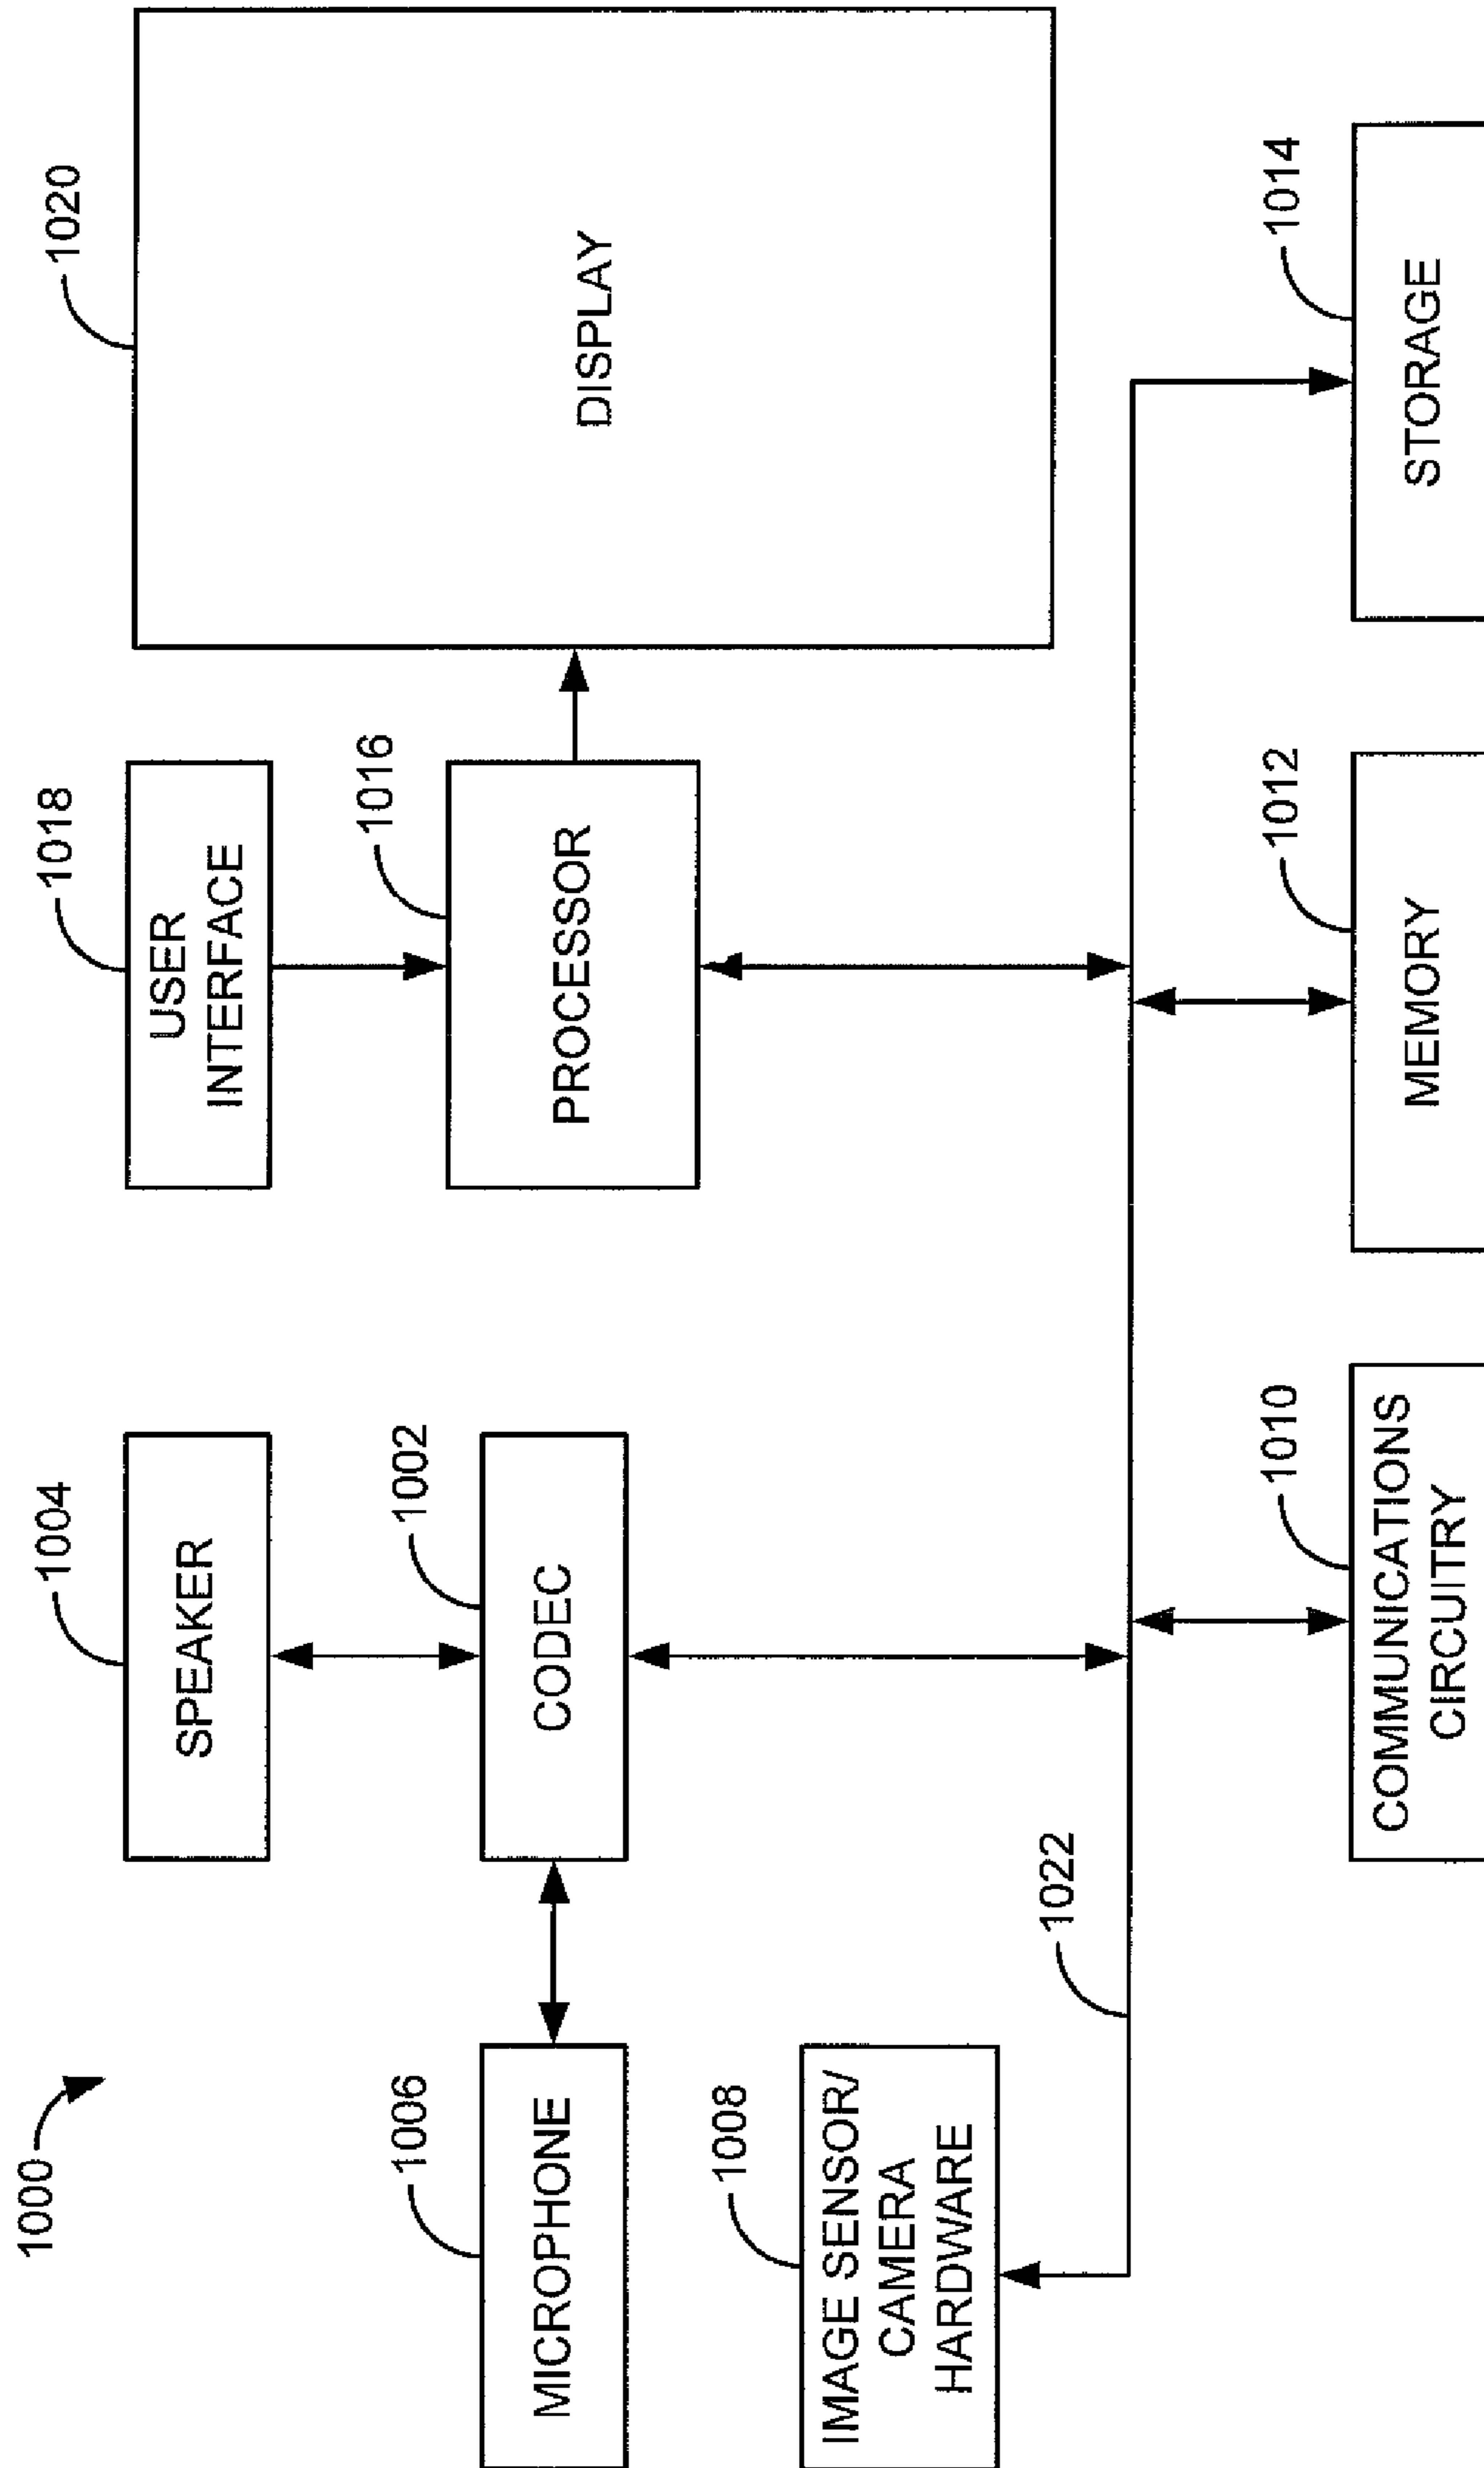 1000
1004
SPEAKER
1018
USER
INTERFACE
1020
DISPLAY
1006
MICROPHONE
1002
CODEC
1016
PROCESSOR
1008
IMAGE SENSOR/
CAMERA
HARDWARE
1022
1010
COMMUNICATIONS
CIRCUITRY
1012
MEMORY
1014
STORAGE